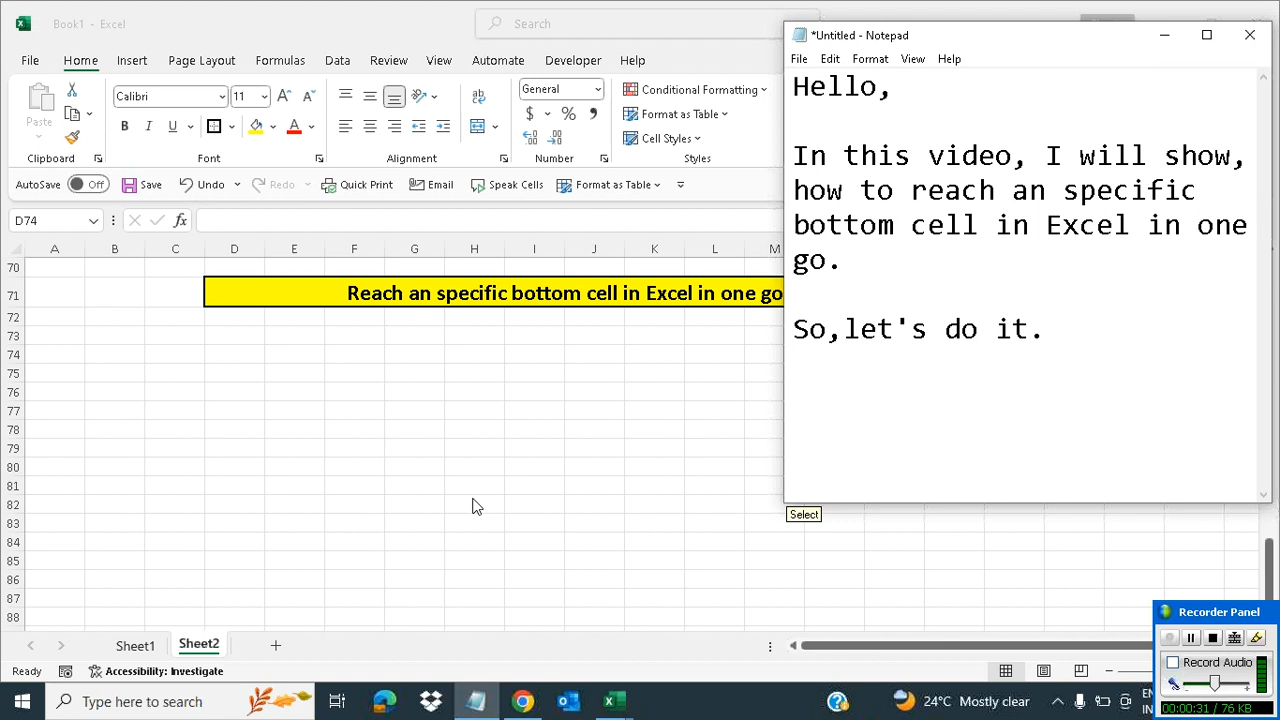 Book1 - Excel
Search
File Home Insert Page Layout Formulas Data Review View Automate Developer Help
Paste
Calibri 11
B I U
General
$ % ,
Conditional Formatting
Format as Table
Cell Styles
Clipboard Font Alignment Number Styles
AutoSave Off Save Undo Redo Quick Print Email Speak Cells Format as Table
D74 fx
A B C D E F G H I J K L M
70
71 Reach an specific bottom cell in Excel in one go
72
73
74
75
76
77
78
79
80
81
82
83
84
85
86
87
88
*Untitled - Notepad
File Edit Format View Help
Hello,
In this video, I will show,
how to reach an specific
bottom cell in Excel in one
go.
So,let's do it.
Select
Sheet1 Sheet2
Ready Accessibility: Investigate
Recorder Panel
Record Audio
00:00:31 / 76 KB
Type here to search
24°C Mostly clear